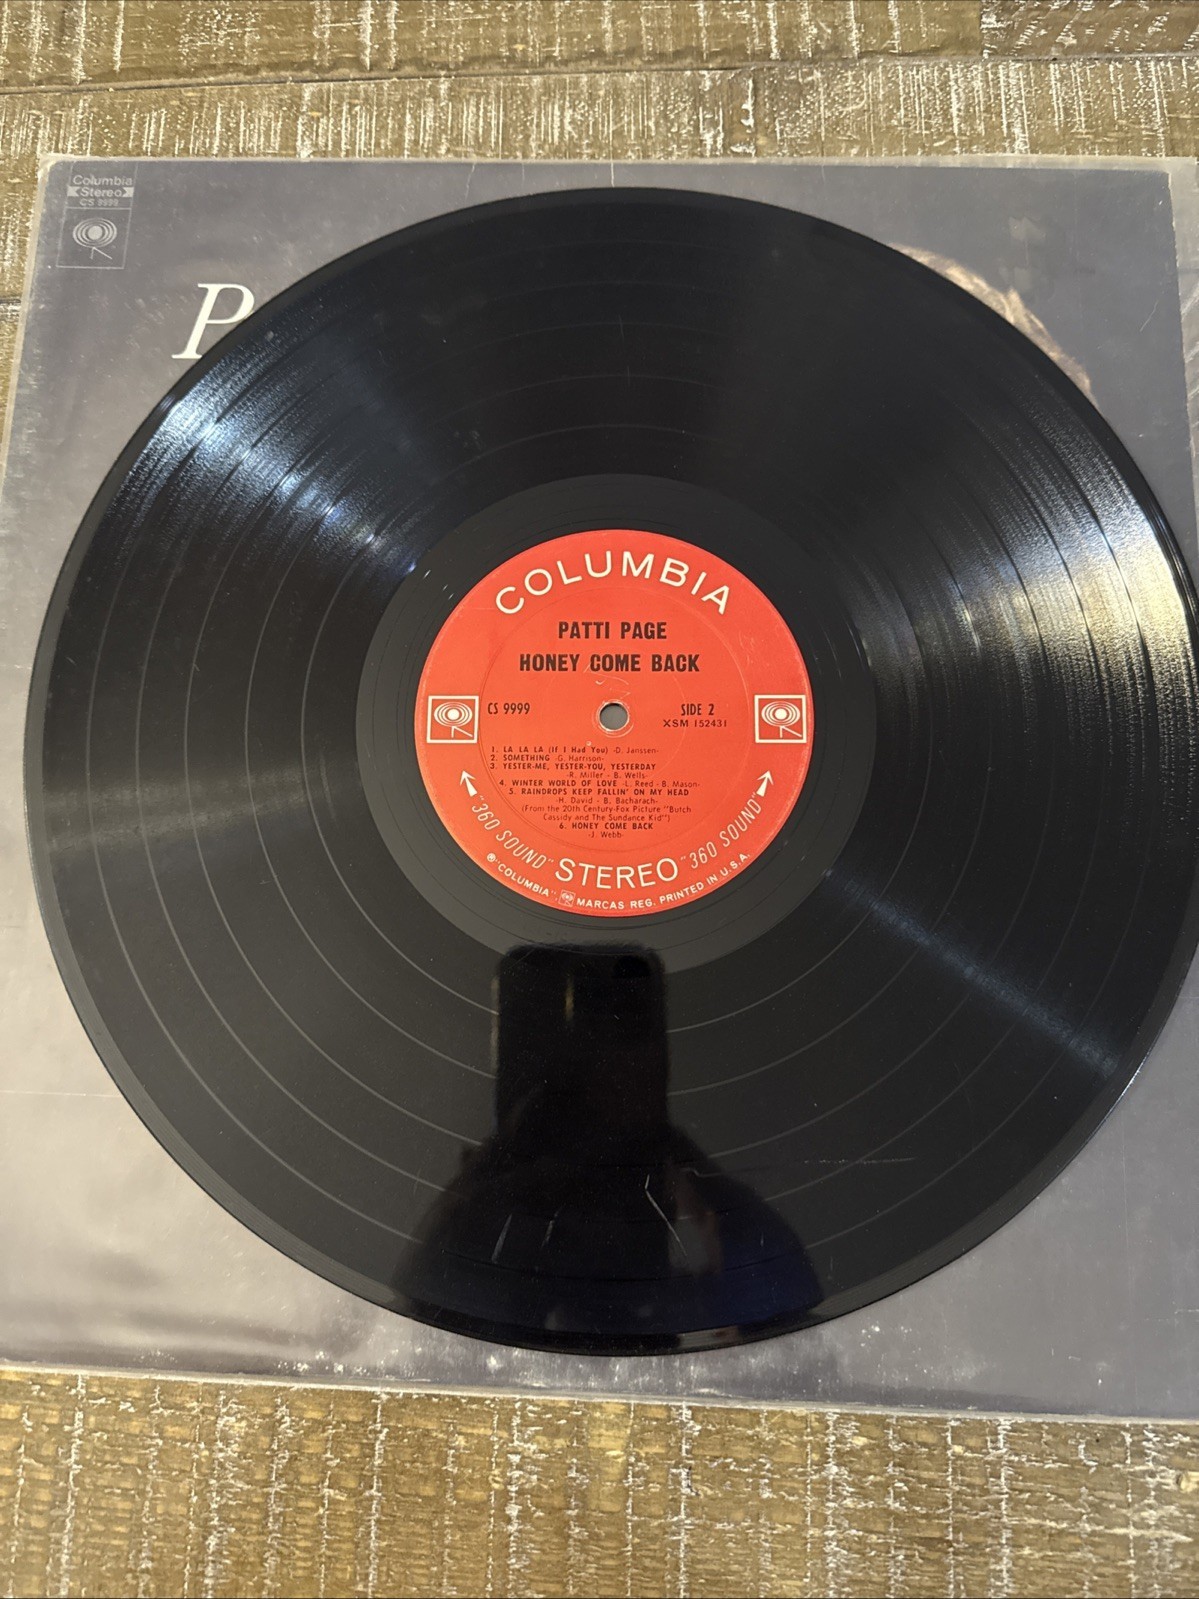 Columbia
Stereo
CS 9999
P
COLUMBIA
PATTI PAGE
HONEY COME BACK
CS 9999
SIDE 2
XSM 152431
1. LA LA LA (If I Had You) -D. Janssen-
2. SOMETHING -G. Harrison-
3. YESTER-ME, YESTER-YOU, YESTERDAY
-R. Miller - B. Wells-
4. WINTER WORLD OF LOVE -L. Reed - B. Mason-
5. RAINDROPS KEEP FALLIN' ON MY HEAD
-H. David - B. Bacharach-
(From the 20th Century-Fox Picture "Butch
Cassidy and The Sundance Kid")
6. HONEY COME BACK
-J. Webb-
"360 SOUND" STEREO "360 SOUND"
℗ "COLUMBIA", MARCAS REG. PRINTED IN U.S.A.